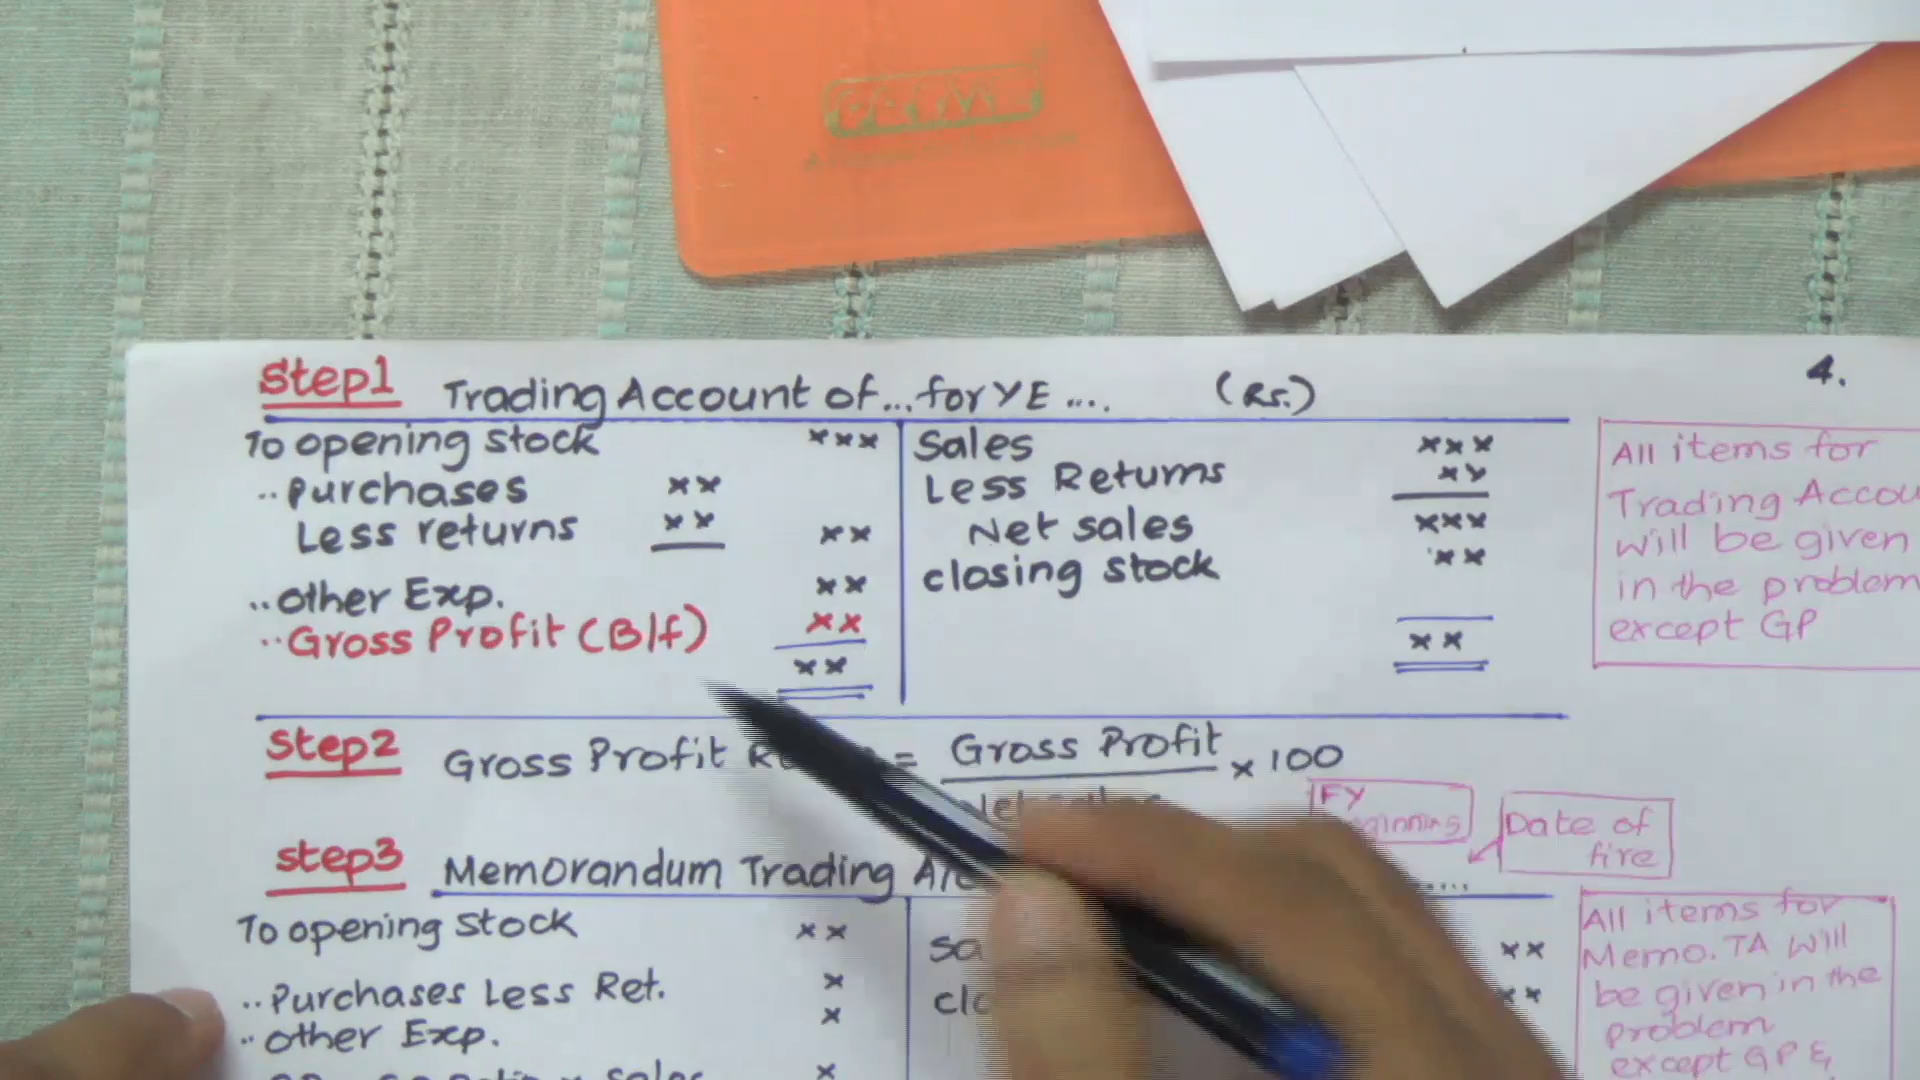 4.
Step1 Trading Account of...for YE.... (Rs.)
To opening stock xxx
..Purchases xx
Less returns xx xx
..other Exp. xx
..Gross Profit (B/f) xx
xx
Sales xxx
Less Returns xy
Net sales xxx
closing stock xx
xx
All items for
Trading
will be given
in the problem
except GP
Step2 Gross Profit = Gross Profit x 100
FY
Date of
fire
Step3 Memorandum Trading
To opening stock xx
..Purchases Less Ret. x
..other Exp. x
x
xx
xx
All items for
Memo. TA will
be given in the
problem
except GP &